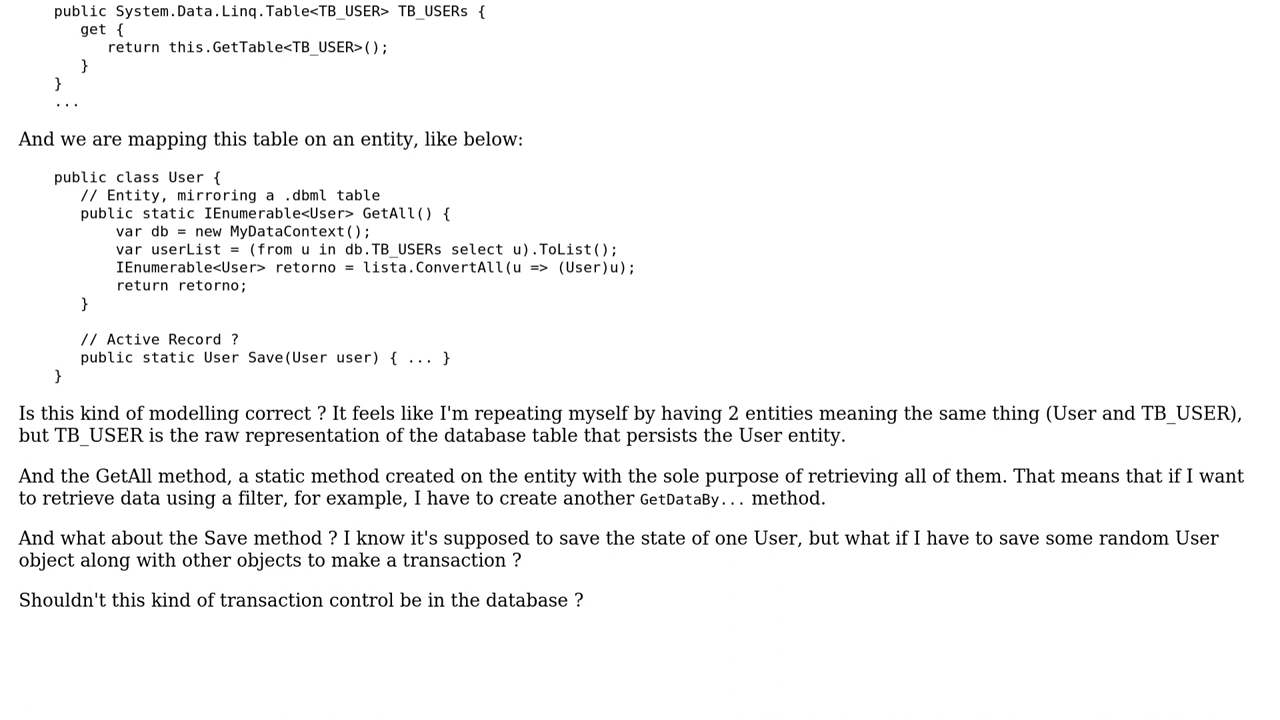 public System.Data.Linq.Table<TB_USER> TB_USERs {
get {
return this.GetTable<TB_USER>();
}
}
...
And we are mapping this table on an entity, like below:
public class User {
// Entity, mirroring a .dbml table
public static IEnumerable<User> GetAll() {
var db = new MyDataContext();
var userList = (from u in db.TB_USERs select u).ToList();
IEnumerable<User> retorno = lista.ConvertAll(u => (User)u);
return retorno;
}
// Active Record ?
public static User Save(User user) { ... }
}
Is this kind of modelling correct ? It feels like I'm repeating myself by having 2 entities meaning the same thing (User and TB_USER),
but TB_USER is the raw representation of the database table that persists the User entity.
And the GetAll method, a static method created on the entity with the sole purpose of retrieving all of them. That means that if I want
to retrieve data using a filter, for example, I have to create another GetDataBy... method.
And what about the Save method ? I know it's supposed to save the state of one User, but what if I have to save some random User
object along with other objects to make a transaction ?
Shouldn't this kind of transaction control be in the database ?